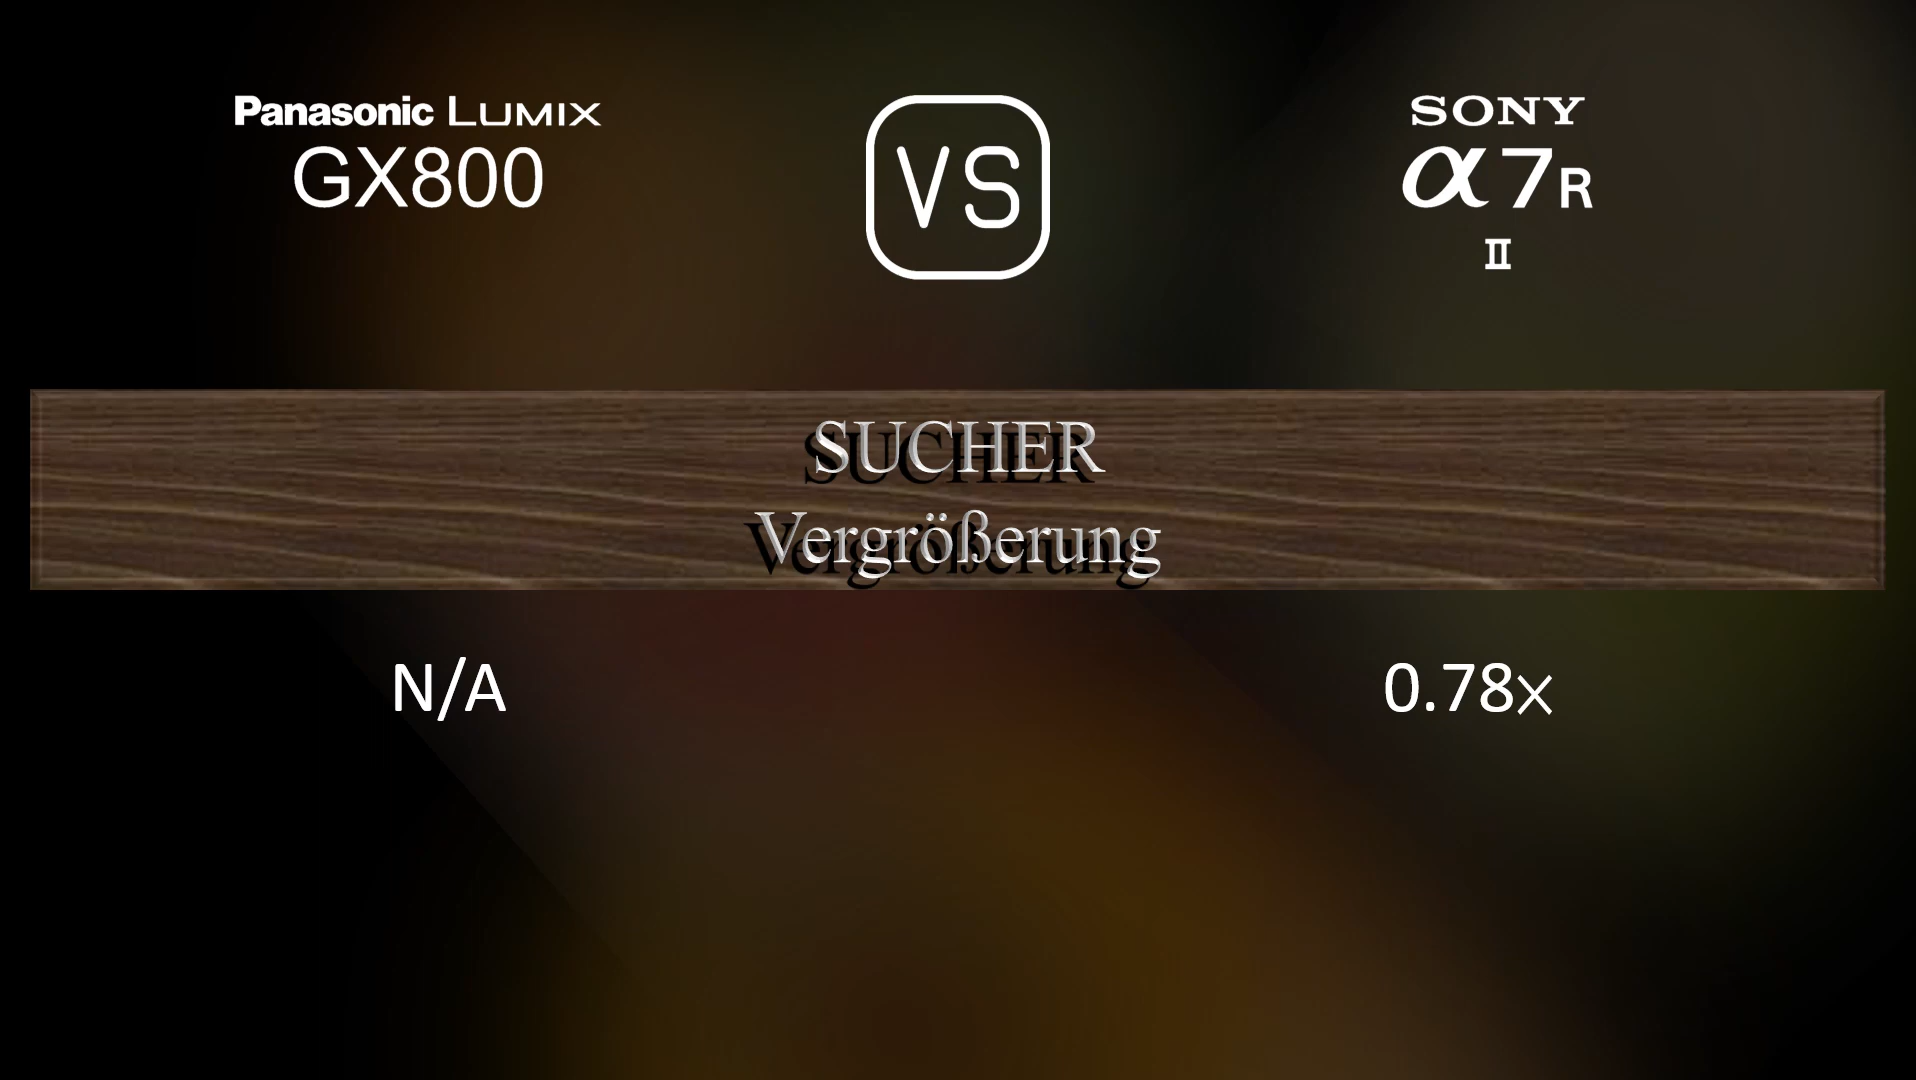 Panasonic LUMIX
GX800
VS
SONY
α7R
II
SUCHER
Vergrößerung
N/A
0.78x